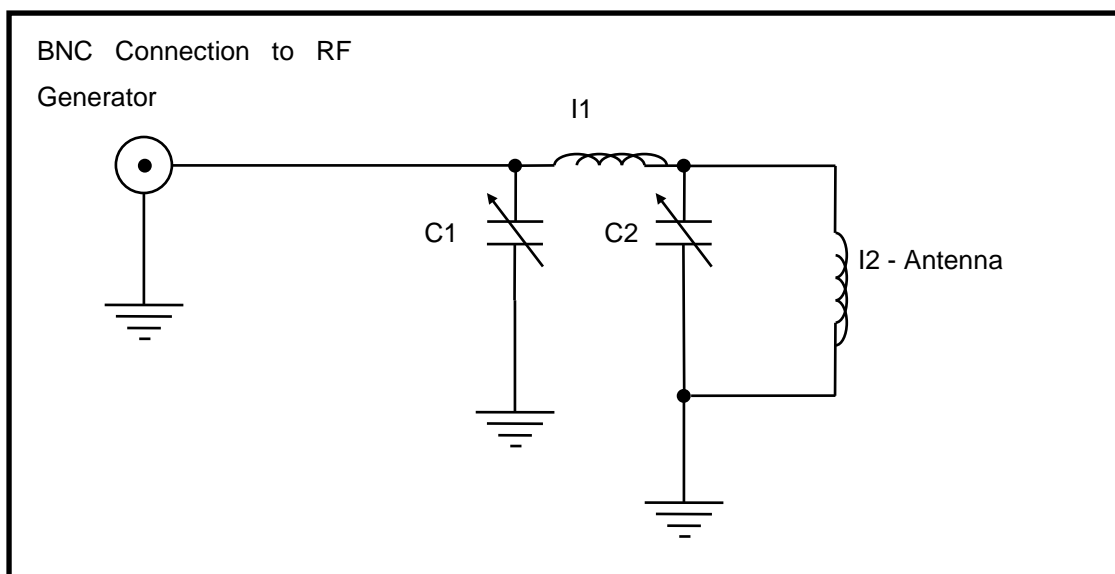 BNC Connection to RF
Generator
I1
C1
C2
I2 - Antenna